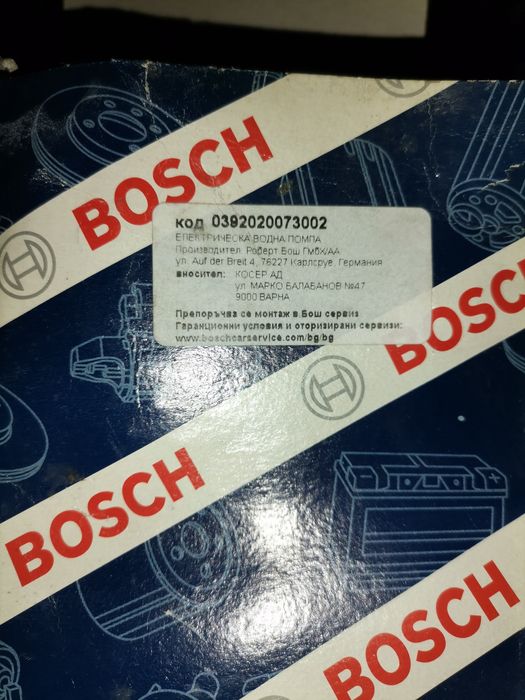 BOSCH
код 0392020073002
ЕЛЕКТРИЧЕСКА ВОДНА ПОМПА
Производител: Роберт Бош ГмбХ/АА
ул. Auf der Breit 4, 76227 Карлсруе, Германия
вносител: КОСЕР АД
ул. МАРКО БАЛАБАНОВ №47
9000 ВАРНА
Препоръчва се монтаж в Бош сервиз
Гаранционни условия и оторизирани сервизи:
www.boschcarservice.com/bg/bg
BOSCH
BOSCH
BOSCH